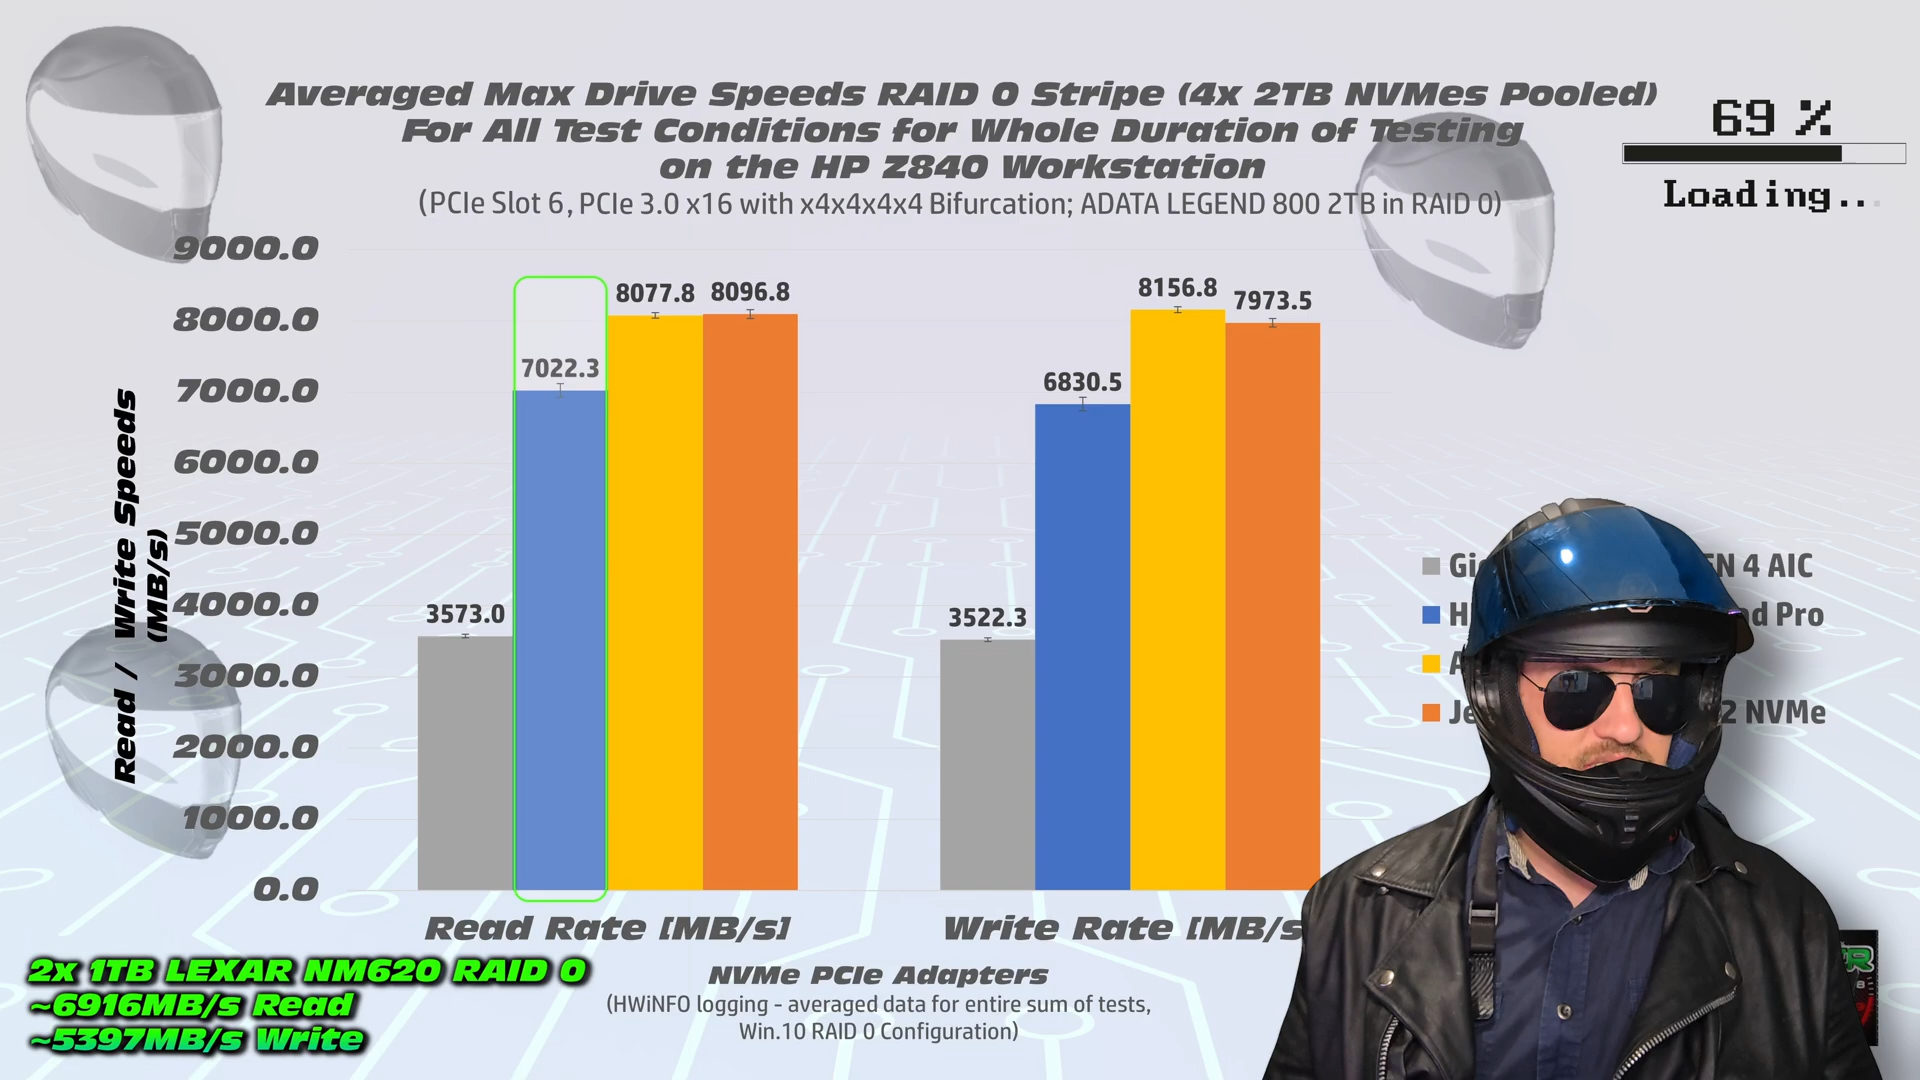 Averaged Max Drive Speeds RAID 0 Stripe (4x 2TB NVMes Pooled)
For All Test Conditions for Whole Duration of Testing
on the HP Z840 Workstation
(PCIe Slot 6, PCIe 3.0 x16 with x4x4x4x4 Bifurcation; ADATA LEGEND 800 2TB in RAID 0)
69 %
Loading...
Read / Write Speeds
(MB/s)
9000.0
8000.0
7000.0
6000.0
5000.0
4000.0
3000.0
2000.0
1000.0
0.0
3573.0
7022.3
8077.8
8096.8
3522.3
6830.5
8156.8
7973.5
Read Rate [MB/s]
Write Rate [MB/s
4 AIC
Pro
NVMe
NVMe PCIe Adapters
(HWiNFO logging - averaged data for entire sum of tests,
Win.10 RAID 0 Configuration)
2x 1TB LEXAR NM620 RAID 0
~6916MB/s Read
~5397MB/s Write